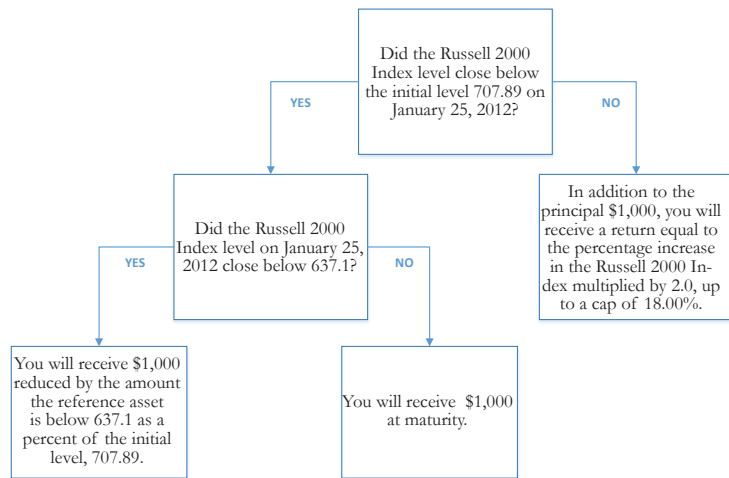 Did the Russell 2000
Index level close below
the initial level 707.89 on
January 25, 2012?
YES
NO
Did the Russell 2000
Index level on January 25,
2012 close below 637.1?
In addition to the
principal $1,000, you will
receive a return equal to
the percentage increase
in the Russell 2000 In-
dex multiplied by 2.0, up
to a cap of 18.00%.
YES
NO
You will receive $1,000
reduced by the amount
the reference asset
is below 637.1 as a
percent of the initial
level, 707.89.
You will receive $1,000
at maturity.